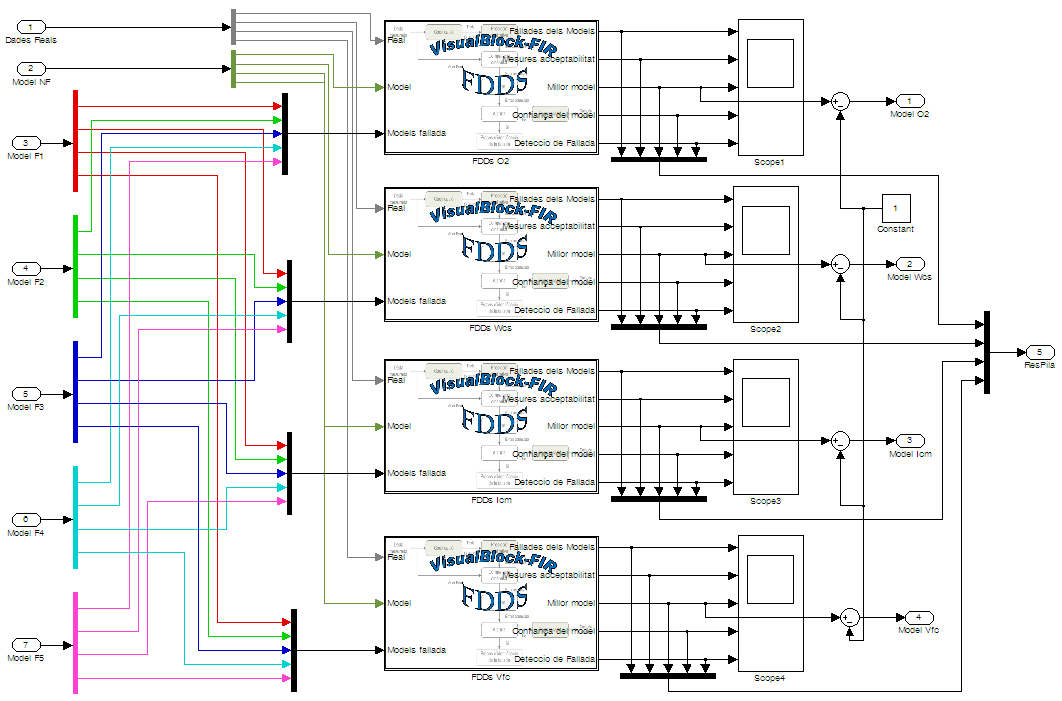 1
Dades Reais
2
Model NF
3
Model F1
4
Model F2
5
Model F3
6
Model F4
7
Model F5
VisualBlock-FIR
FDDS
Real
Model
Models fallada
Fallades dels Models
Mesures acceptabilitat
Millor model
Confiança del model
Deteccio de Fallada
FDDs O2
Scope1
1
Model O2
1
Constant
VisualBlock-FIR
FDDS
Real
Model
Models fallada
Fallades dels Models
Mesures acceptabilitat
Millor model
Confiança del model
Deteccio de Fallada
FDDs Wcs
Scope2
2
Model Wcs
5
ResPila
VisualBlock-FIR
FDDS
Real
Model
Models fallada
Fallades dels Models
Mesures acceptabilitat
Millor model
Confiança del model
Deteccio de Fallada
FDDs Icm
Scope3
3
Model Icm
VisualBlock-FIR
FDDS
Real
Model
Models fallada
Fallades dels Models
Mesures acceptabilitat
Millor model
Confiança del model
Deteccio de Fallada
FDDs Vfc
Scope4
4
Model Vfc